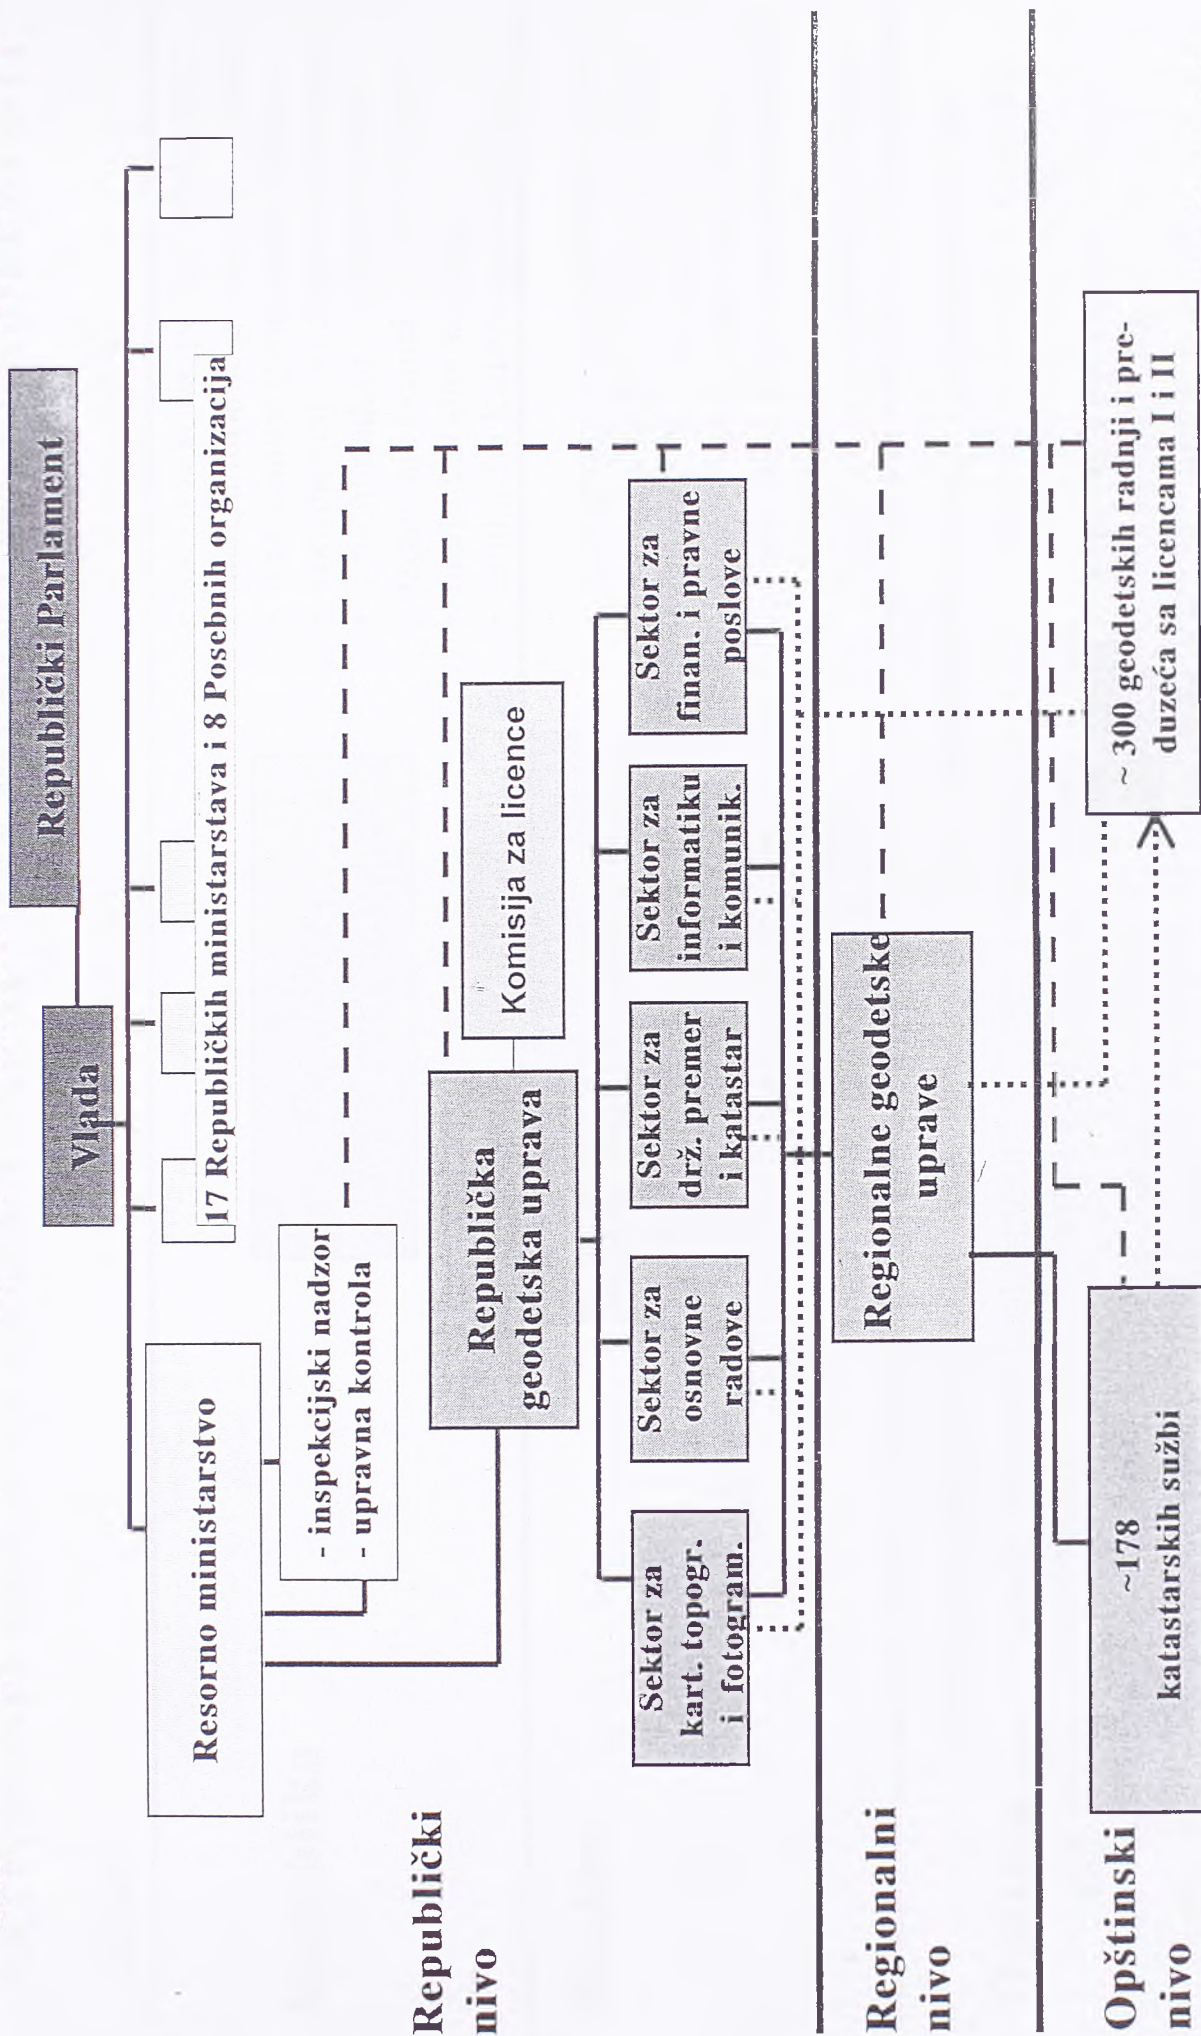 Republički Parlament
Vlada
17 Republičkih ministarstava i 8 Posebnih organizacija
Resorno ministarstvo
- inspekcijski nadzor
- upravna kontrola
Republički
nivo
Republička
geodetska uprava
Komisija za licence
Sektor za
kart. topogr.
i fotogram.
Sektor za
osnovne
radove
Sektor za
drž. premer
i katastar
Sektor za
informatiku
i komunik.
Sektor za
finan. i pravne
poslove
Regionalni
nivo
Regionalne geodetske
uprave
Opštinski
nivo
~178
katastarskih sužbi
~ 300 geodetskih radnji i pre-
duzeća sa licencama I i II